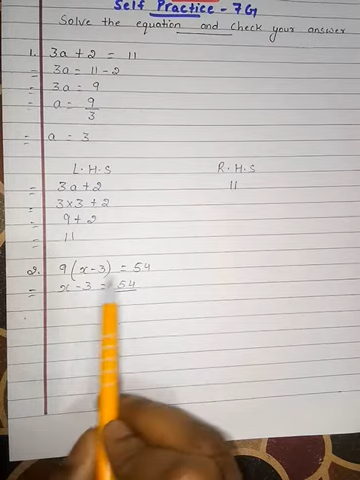 Self Practice - 7G
Solve the equation and check your answer
1. 3a + 2 = 11
= 3a = 11 - 2
= 3a = 9
= a = 9/3
= a = 3
L.H.S R.H.S
= 3a + 2 11
= 3 × 3 + 2
= 9 + 2
= 11
2. 9(x - 3) = 54
= x - 3 = 54